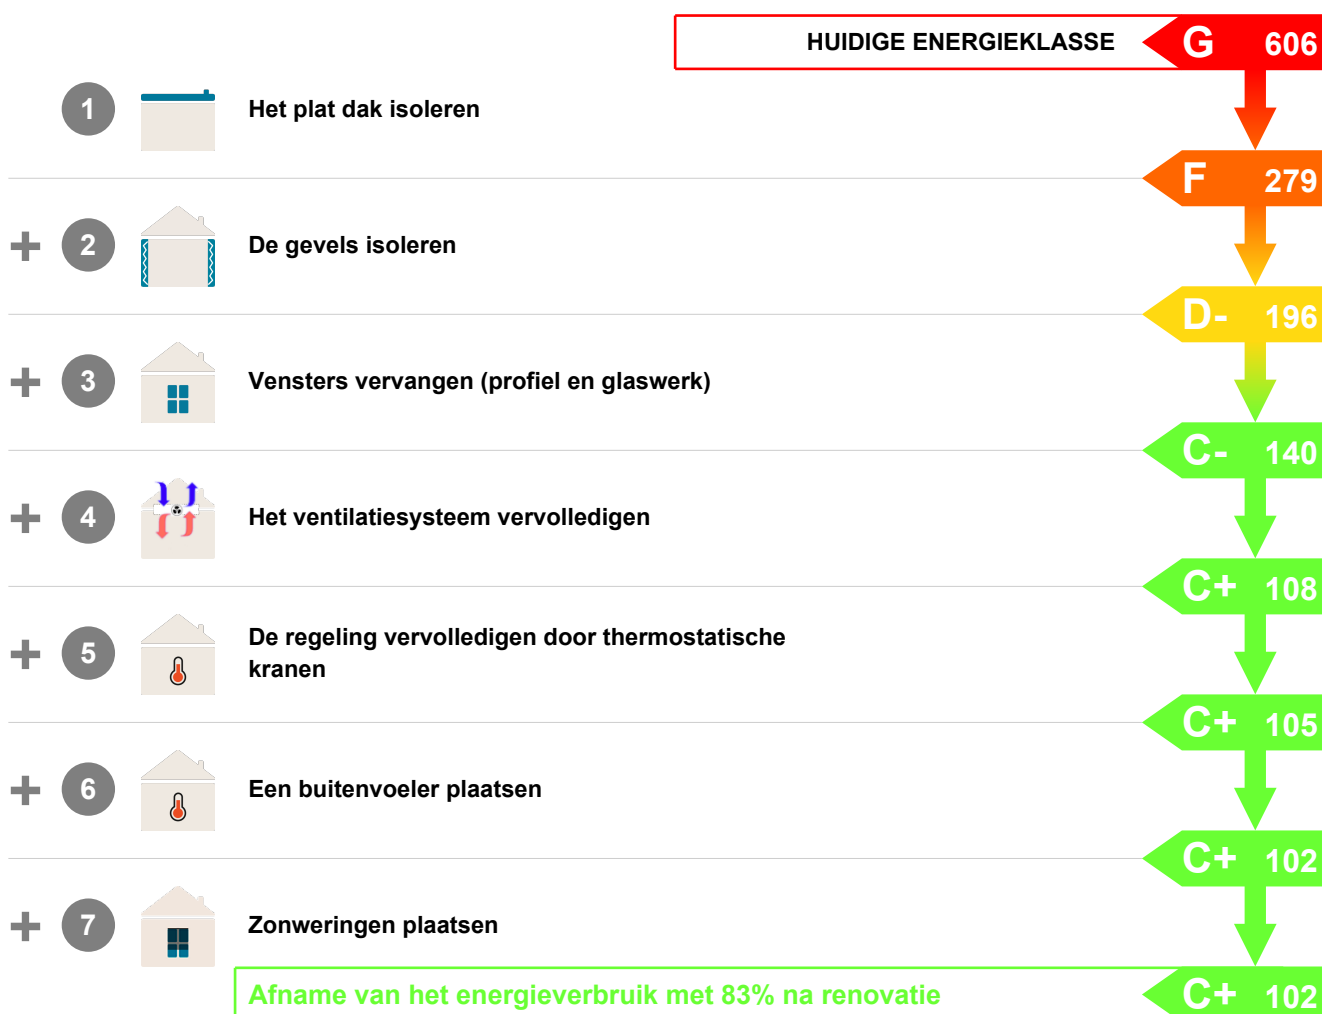 HUIDIGE ENERGIEKLASSE G 606
1 Het plat dak isoleren
F 279
+ 2 De gevels isoleren
D- 196
+ 3 Vensters vervangen (profiel en glaswerk)
C- 140
+ 4 Het ventilatiesysteem vervolledigen
C+ 108
+ 5 De regeling vervolledigen door thermostatische
kranen
C+ 105
+ 6 Een buitenvoeler plaatsen
C+ 102
+ 7 Zonweringen plaatsen
Afname van het energieverbruik met 83% na renovatie C+ 102